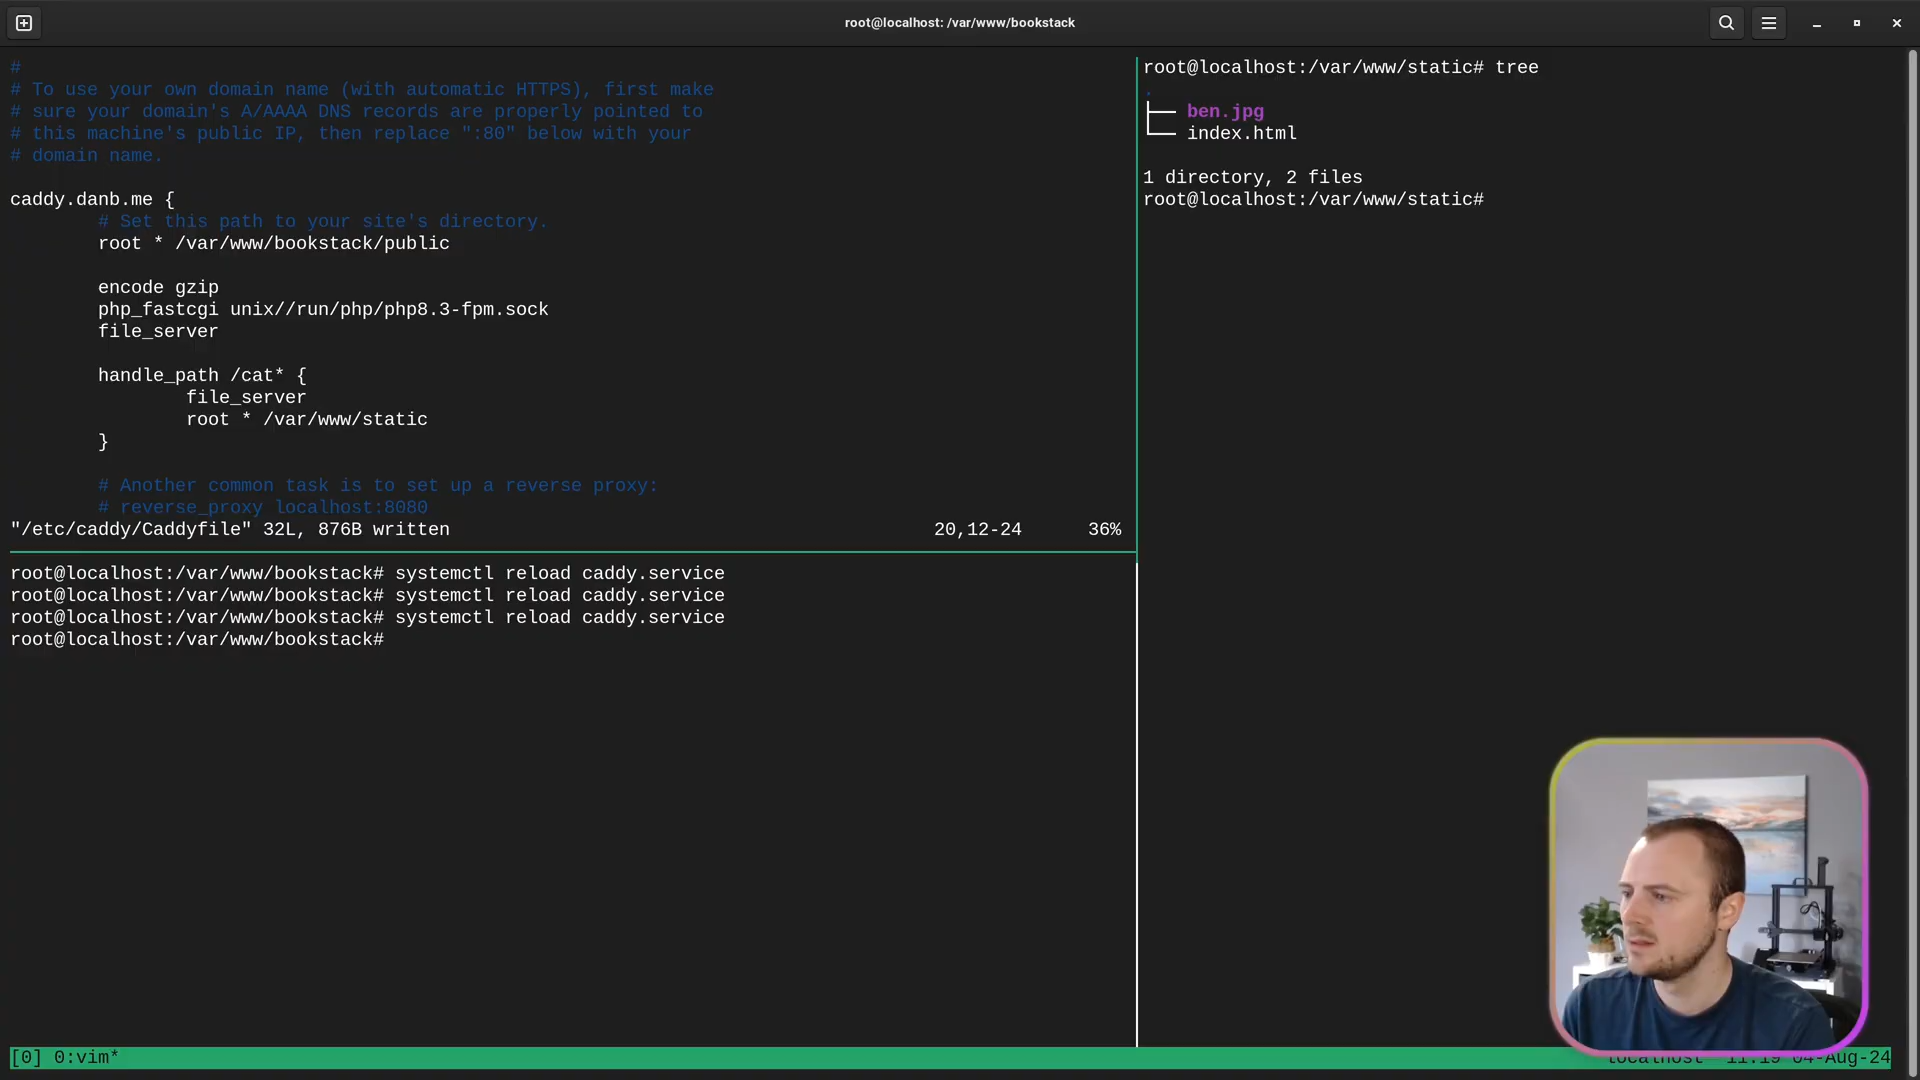 root@localhost: /var/www/bookstack
#
# To use your own domain name (with automatic HTTPS), first make
# sure your domain's A/AAAA DNS records are properly pointed to
# this machine's public IP, then replace ":80" below with your
# domain name.
caddy.danb.me {
# Set this path to your site's directory.
root * /var/www/bookstack/public
encode gzip
php_fastcgi unix//run/php/php8.3-fpm.sock
file_server
handle_path /cat* {
file_server
root * /var/www/static
}
# Another common task is to set up a reverse proxy:
# reverse_proxy localhost:8080
"/etc/caddy/Caddyfile" 32L, 876B written 20,12-24 36%
root@localhost:/var/www/bookstack# systemctl reload caddy.service
root@localhost:/var/www/bookstack# systemctl reload caddy.service
root@localhost:/var/www/bookstack# systemctl reload caddy.service
root@localhost:/var/www/bookstack#
root@localhost:/var/www/static# tree
.
├── ben.jpg
└── index.html
1 directory, 2 files
root@localhost:/var/www/static#
[0] 0:vim* localhost 11:19 04-Aug-24